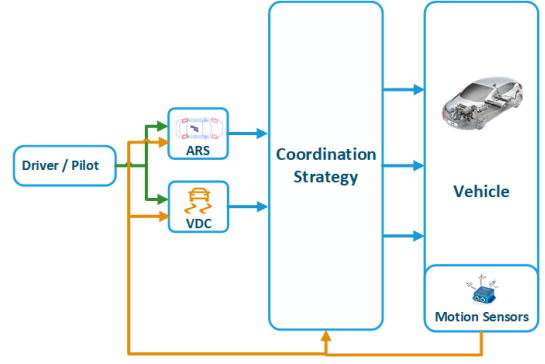 Driver / Pilot
ARS
VDC
Coordination
Strategy
Vehicle
Motion Sensors